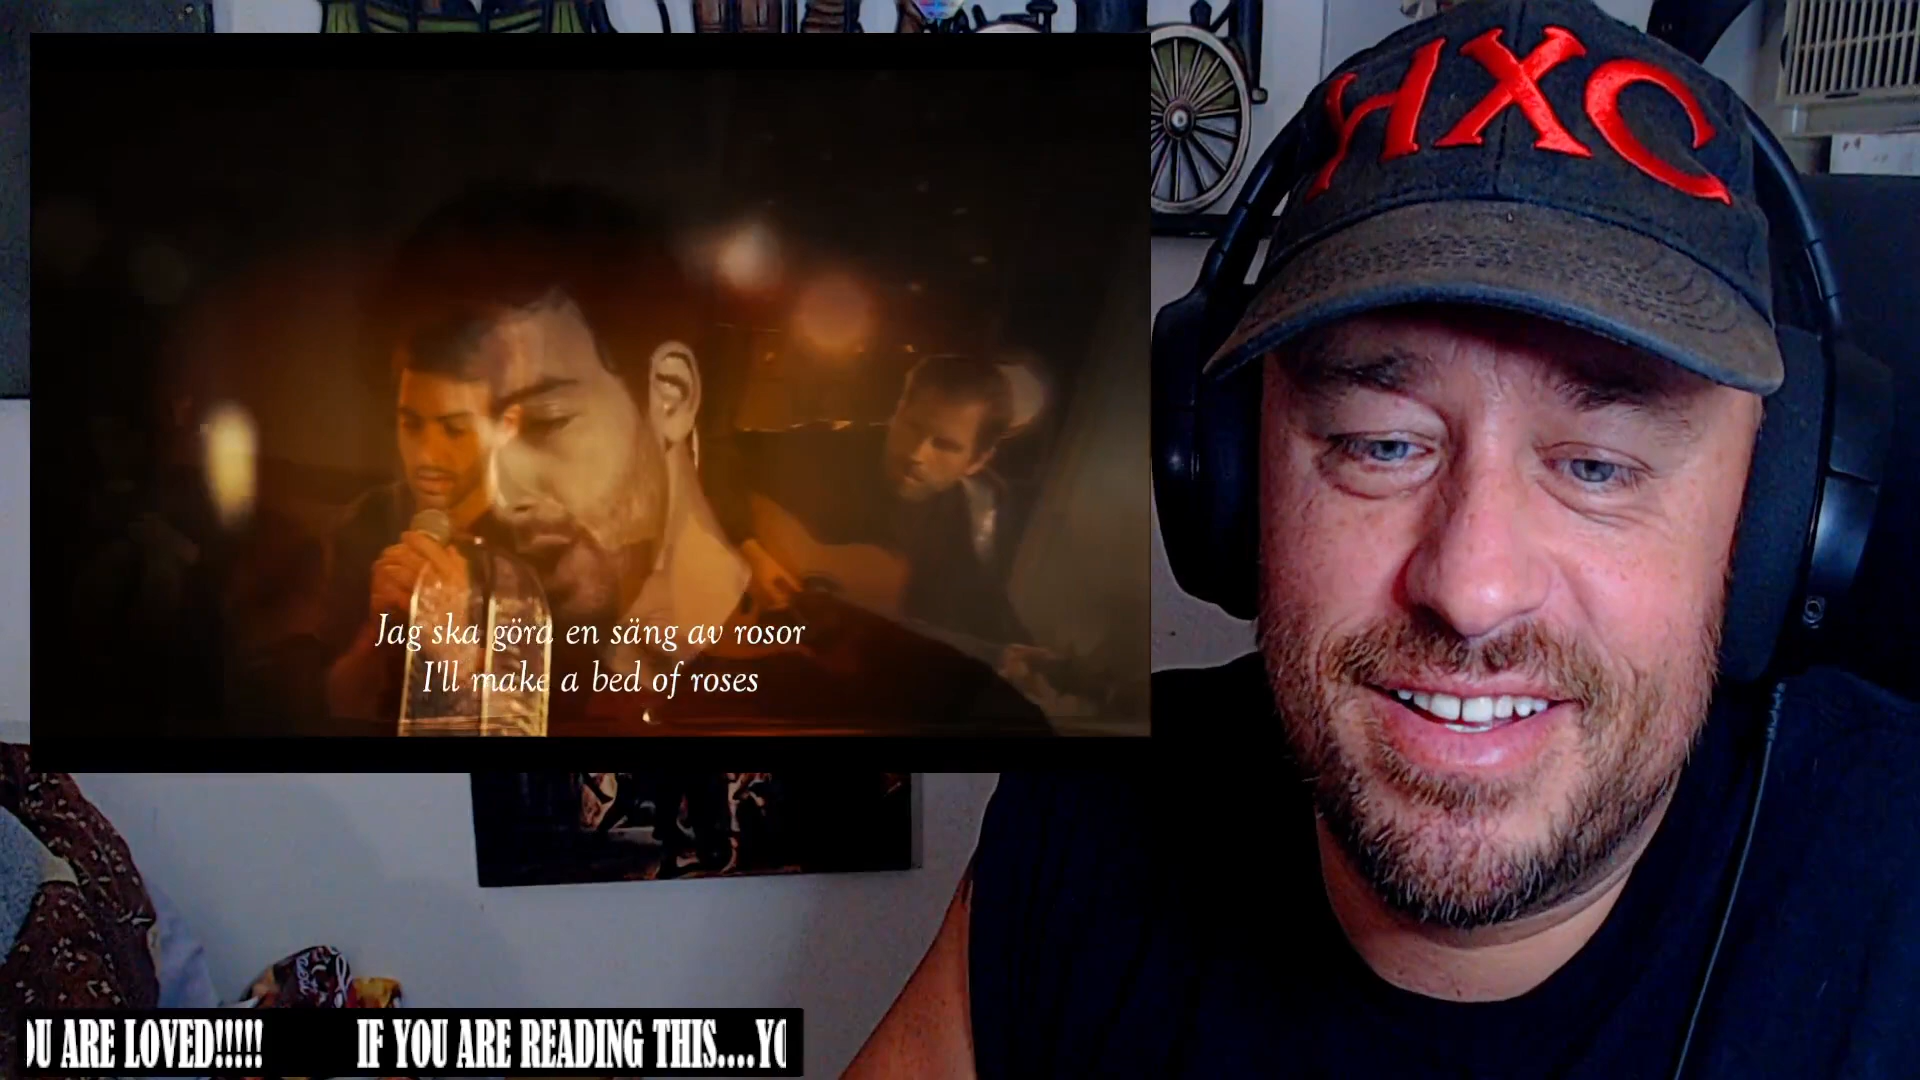 HXC
Jag ska göra en säng av rosor
I'll make a bed of roses
OU ARE LOVED!!!!! IF YOU ARE READING THIS....YO